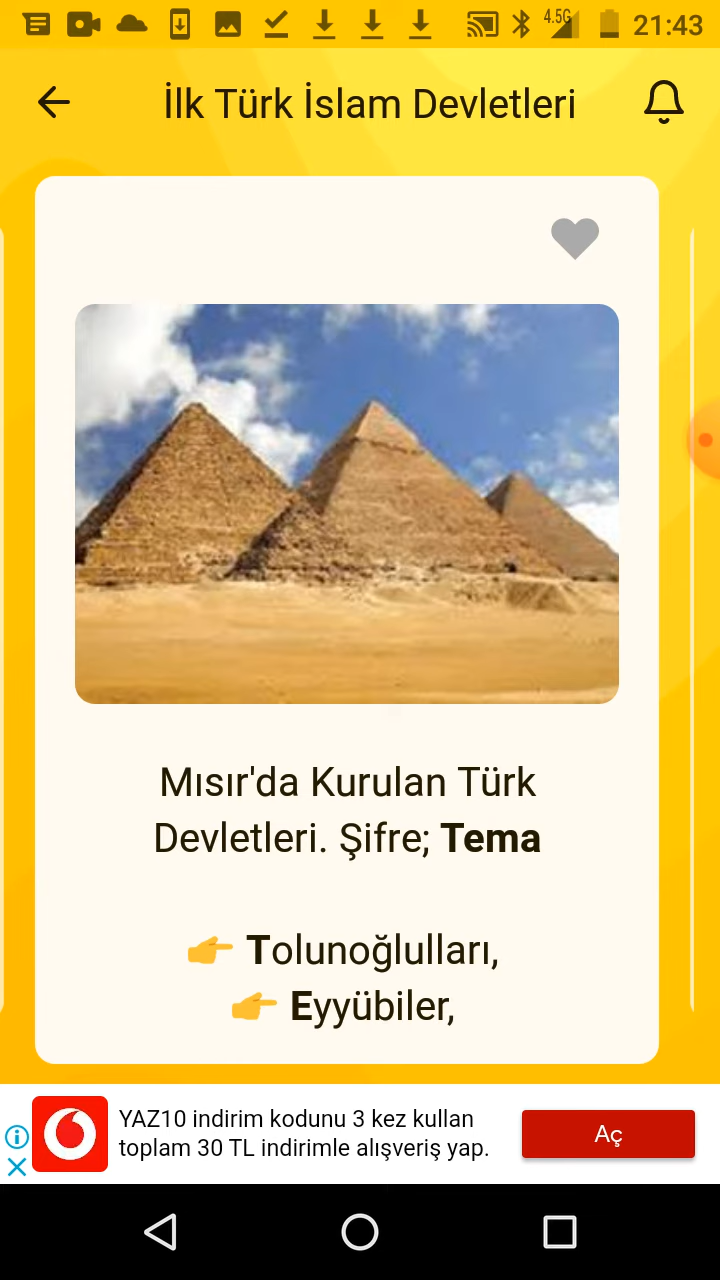 4.5G 21:43
İlk Türk İslam Devletleri
Mısır'da Kurulan Türk
Devletleri. Şifre; Tema
👉 Tolunoğlulları,
👉 Eyyübiler,
YAZ10 indirim kodunu 3 kez kullan
toplam 30 TL indirimle alışveriş yap.
Aç